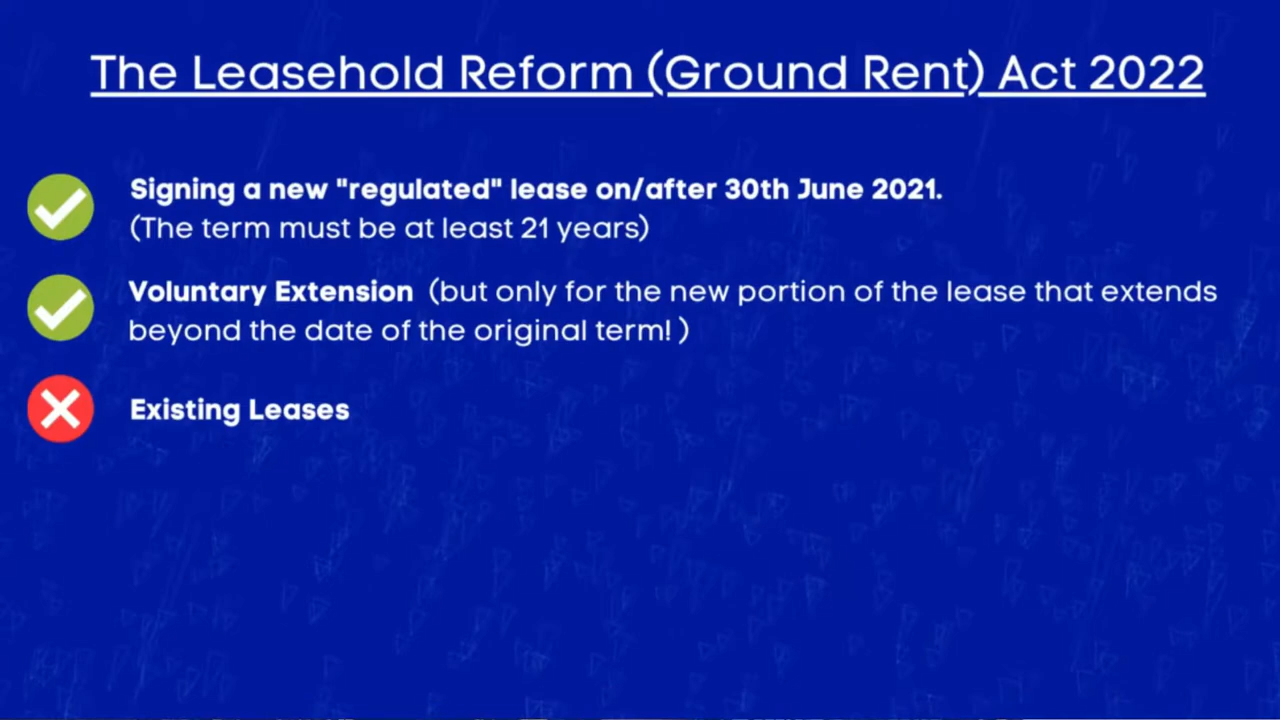 The Leasehold Reform (Ground Rent) Act 2022
Signing a new "regulated" lease on/after 30th June 2021.
(The term must be at least 21 years)
Voluntary Extension (but only for the new portion of the lease that extends
beyond the date of the original term! )
Existing Leases